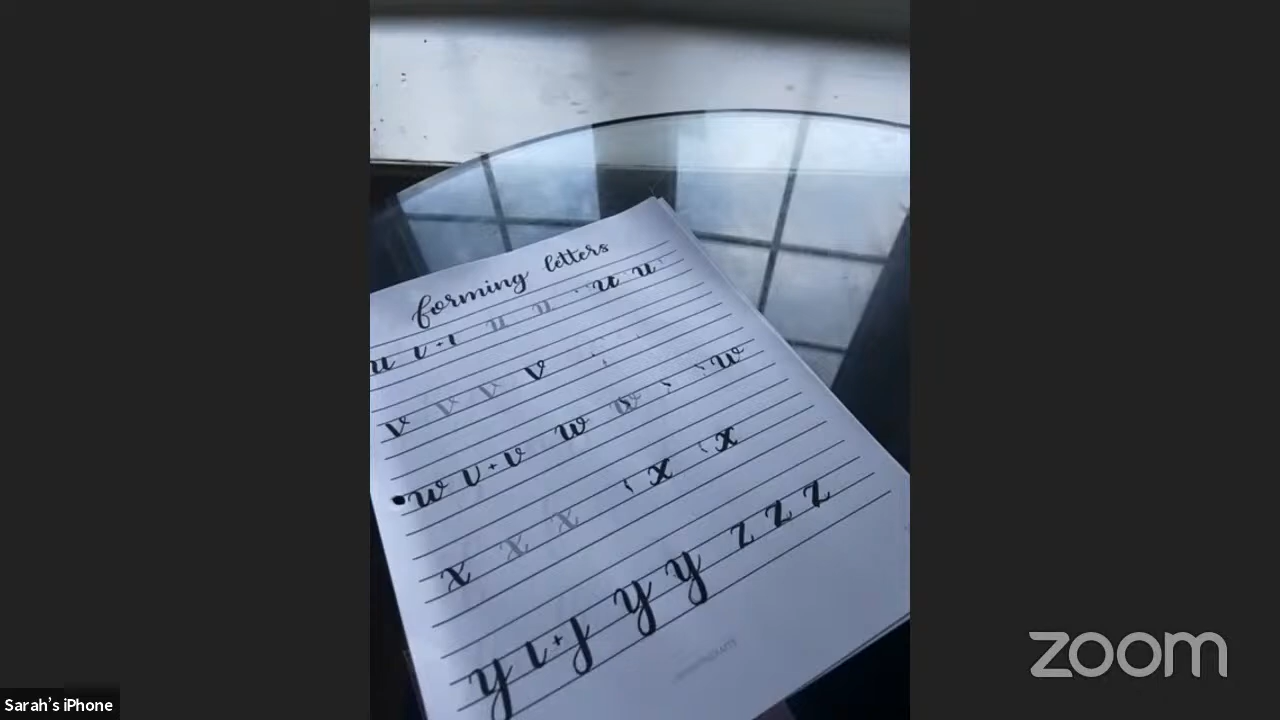 forming letters
u ι + ι u u u u
v v v v
w ν + v w w w
x x x x x
y ι + J y y z z z
zoom
Sarah's iPhone